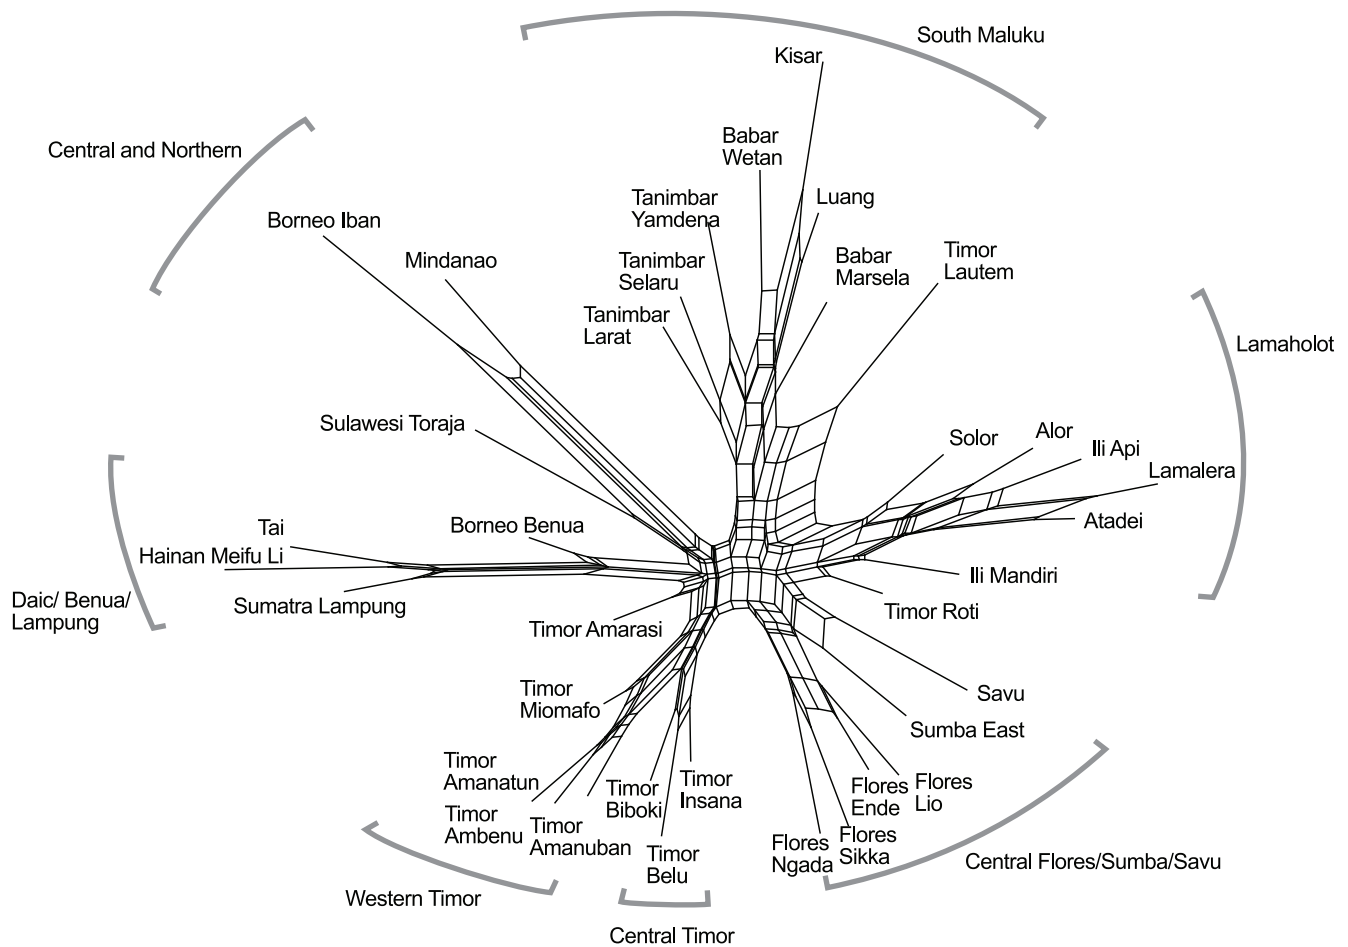 South Maluku
Kisar
Babar
Wetan
Central and Northern
Tanimbar
Yamdena
Luang
Borneo Iban
Mindanao
Tanimbar
Selaru
Babar
Marsela
Timor
Lautem
Tanimbar
Larat
Lamaholot
Sulawesi Toraja
Solor
Alor
Ili Api
Lamalera
Atadei
Tai
Hainan Meifu Li
Borneo Benua
Sumatra Lampung
Daic/ Benua/
Lampung
Ili Mandiri
Timor Roti
Timor Amarasi
Timor
Miomafo
Savu
Sumba East
Timor
Amanatun
Timor
Ambenu
Timor
Amanuban
Timor
Biboki
Timor
Insana
Timor
Belu
Flores
Ngada
Flores
Sikka
Flores
Ende
Flores
Lio
Central Flores/Sumba/Savu
Western Timor
Central Timor